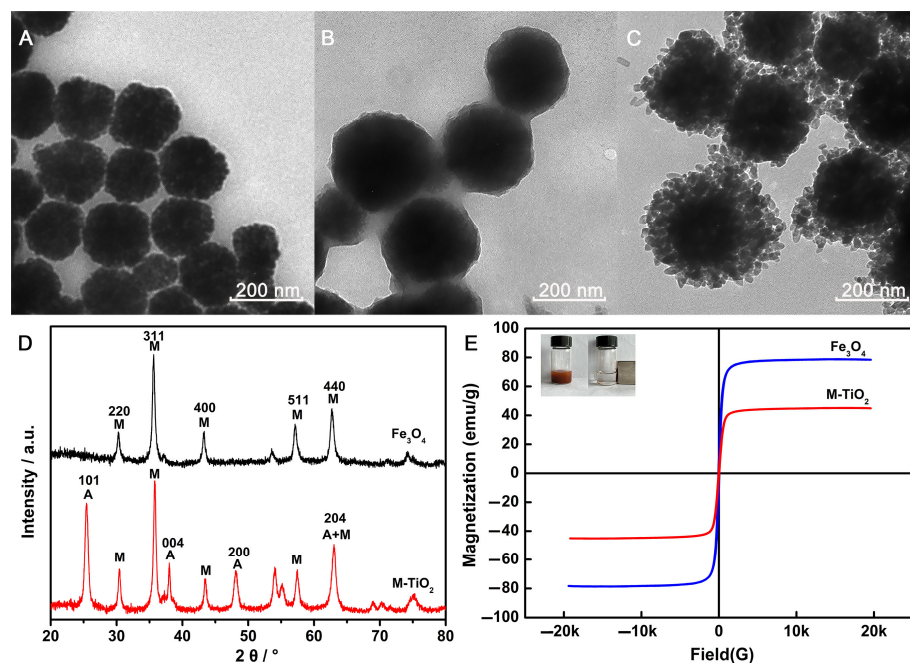 A
B
C
200 nm
200 nm
200 nm
D
311
M
220
M
400
M
511
M
440
M
Fe₃O₄
101
A
M
M
004
A
M
200
A
M
204
A+M
M-TiO₂
Intensity / a.u.
20 30 40 50 60 70 80
2 θ / °
E
100
80
60
40
20
0
−20
−40
−60
−80
−100
Fe₃O₄
M-TiO₂
Magnetization (emu/g)
−20k −10k 0 10k 20k
Field(G)